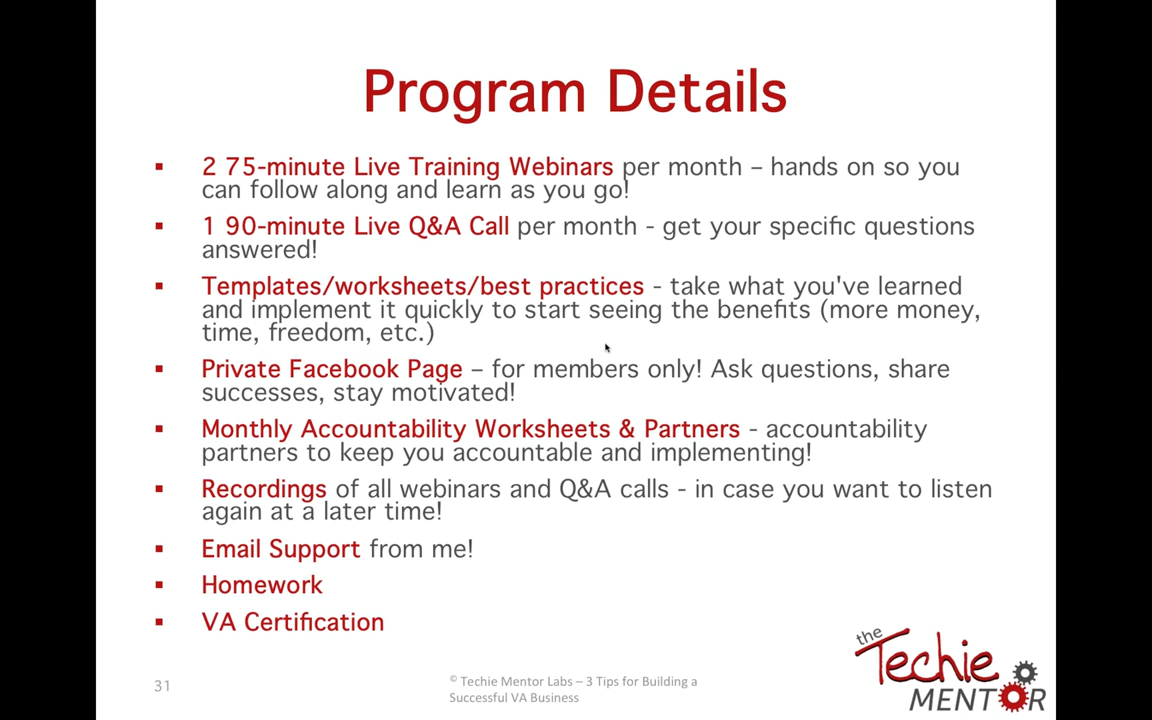 Program Details
▪ 2 75-minute Live Training Webinars per month – hands on so you
can follow along and learn as you go!
▪ 1 90-minute Live Q&A Call per month - get your specific questions
answered!
▪ Templates/worksheets/best practices - take what you've learned
and implement it quickly to start seeing the benefits (more money,
time, freedom, etc.)
▪ Private Facebook Page – for members only! Ask questions, share
successes, stay motivated!
▪ Monthly Accountability Worksheets & Partners - accountability
partners to keep you accountable and implementing!
▪ Recordings of all webinars and Q&A calls - in case you want to listen
again at a later time!
▪ Email Support from me!
▪ Homework
▪ VA Certification
31
© Techie Mentor Labs – 3 Tips for Building a
Successful VA Business
the
Techie
MENTOR